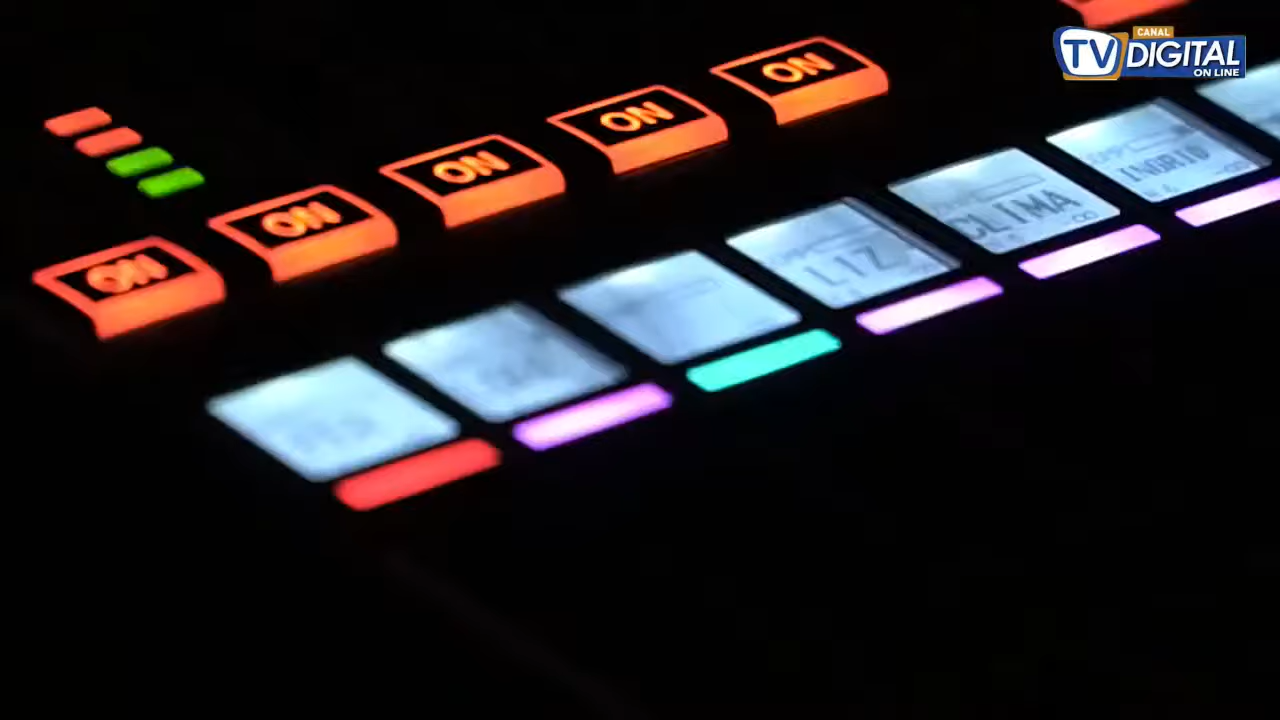 CANAL
TV DIGITAL
ON LINE
ON
ON
ON
ON
ON
INGRID
CLIMA
LIZ